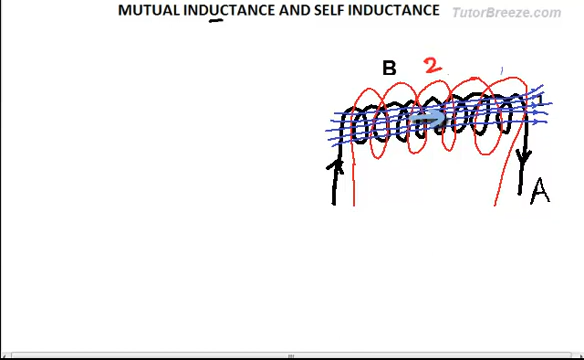 MUTUAL INDUCTANCE AND SELF INDUCTANCE
TutorBreeze.com
B 2
1
A